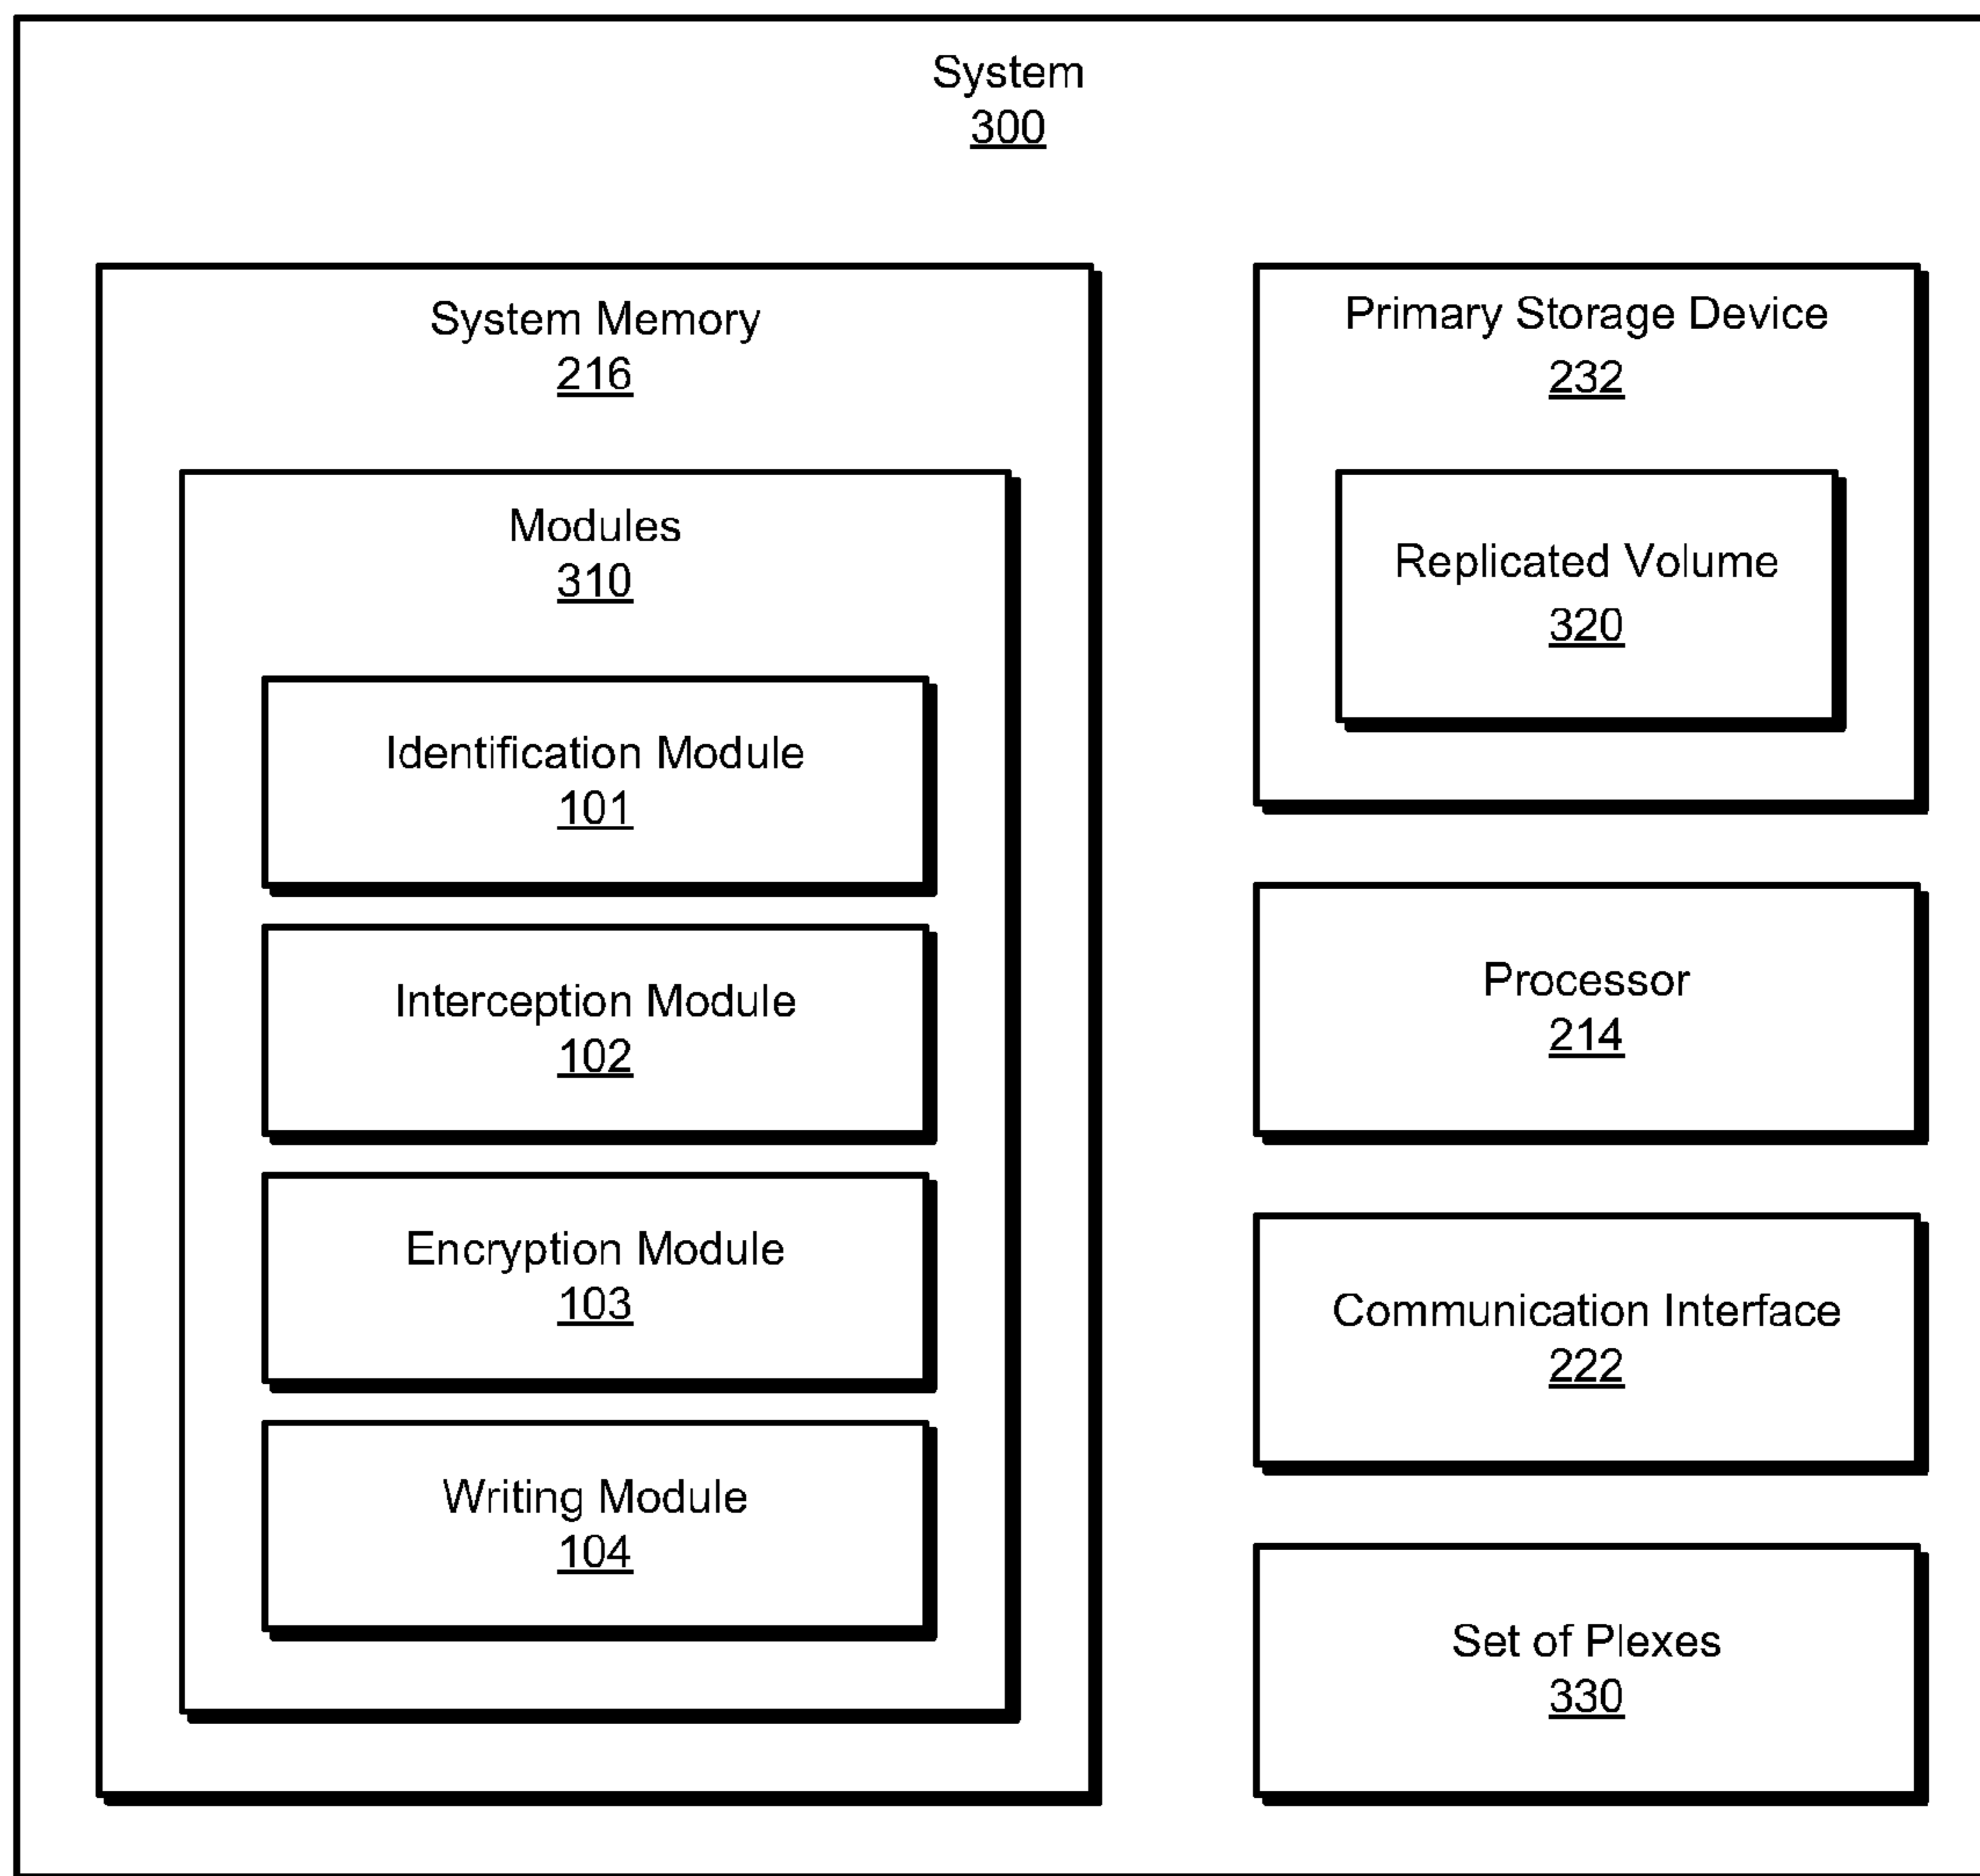 System
300
System Memory
216
Modules
310
Identification Module
101
Interception Module
102
Encryption Module
103
Writing Module
104
Primary Storage Device
232
Replicated Volume
320
Processor
214
Communication Interface
222
Set of Plexes
330